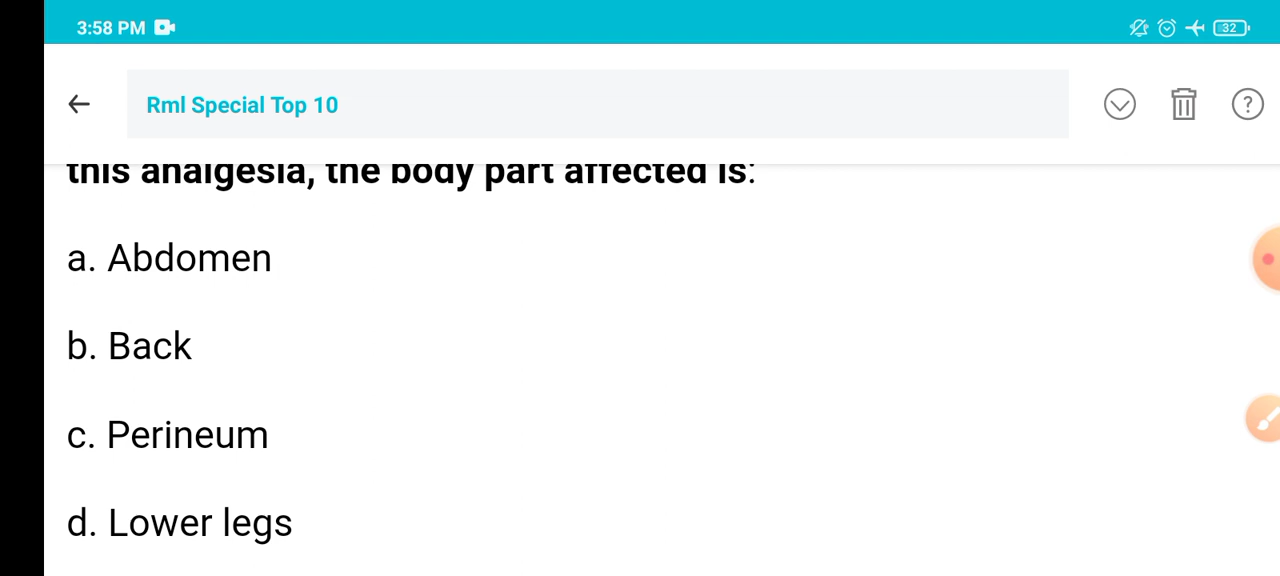 3:58 PM
32
Rml Special Top 10
this analgesia, the body part affected is:
a. Abdomen
b. Back
c. Perineum
d. Lower legs